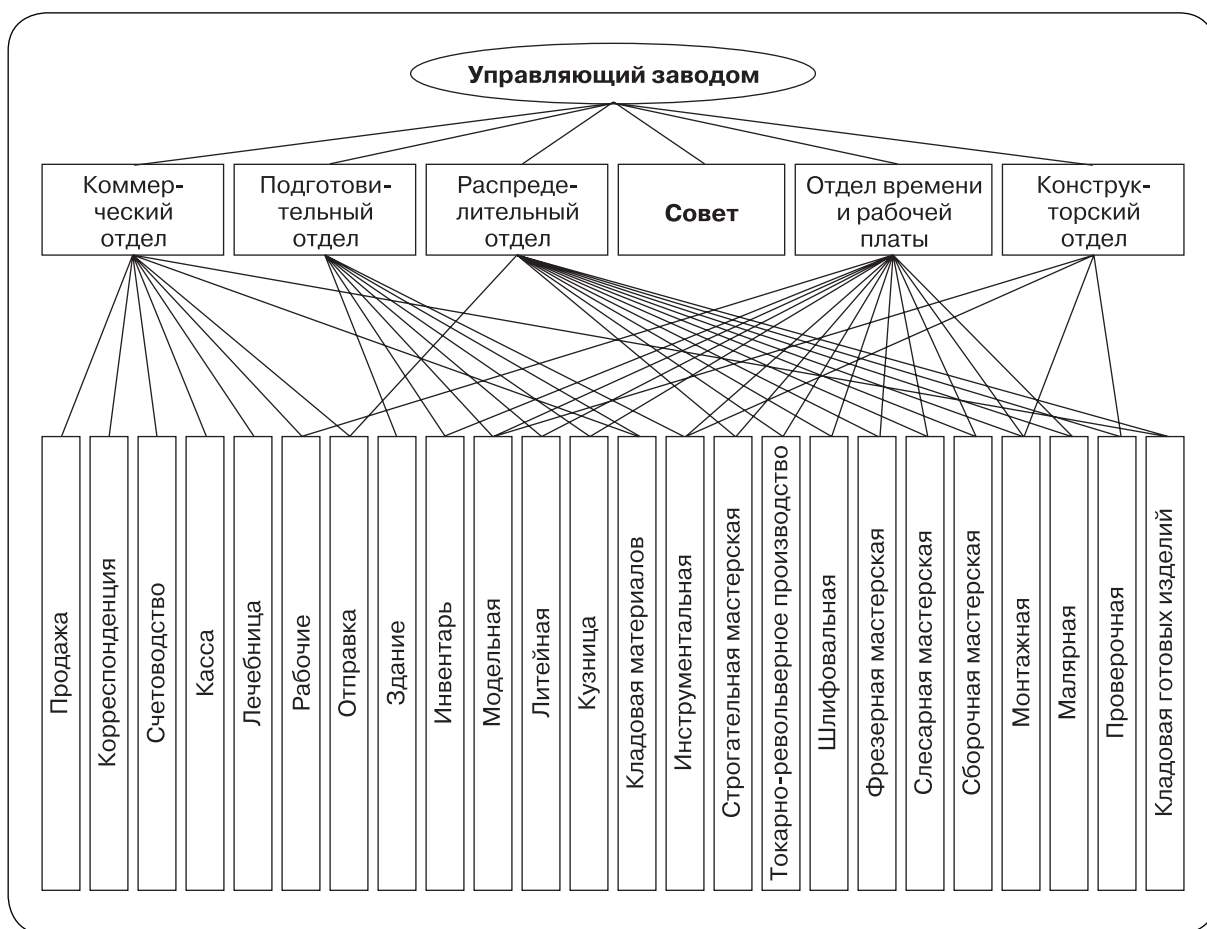 Управляющий заводом
Коммер-
ческий
отдел
Подготови-
тельный
отдел
Распреде-
лительный
отдел
Совет
Отдел времени
и рабочей
платы
Конструк-
торский
отдел
Продажа
Корреспонденция
Счетоводство
Касса
Лечебница
Рабочие
Отправка
Здание
Инвентарь
Модельная
Литейная
Кузница
Кладовая материалов
Инструментальная
Строгательная мастерская
Токарно-револьверное производство
Шлифовальная
Фрезерная мастерская
Слесарная мастерская
Сборочная мастерская
Монтажная
Малярная
Проверочная
Кладовая готовых изделий